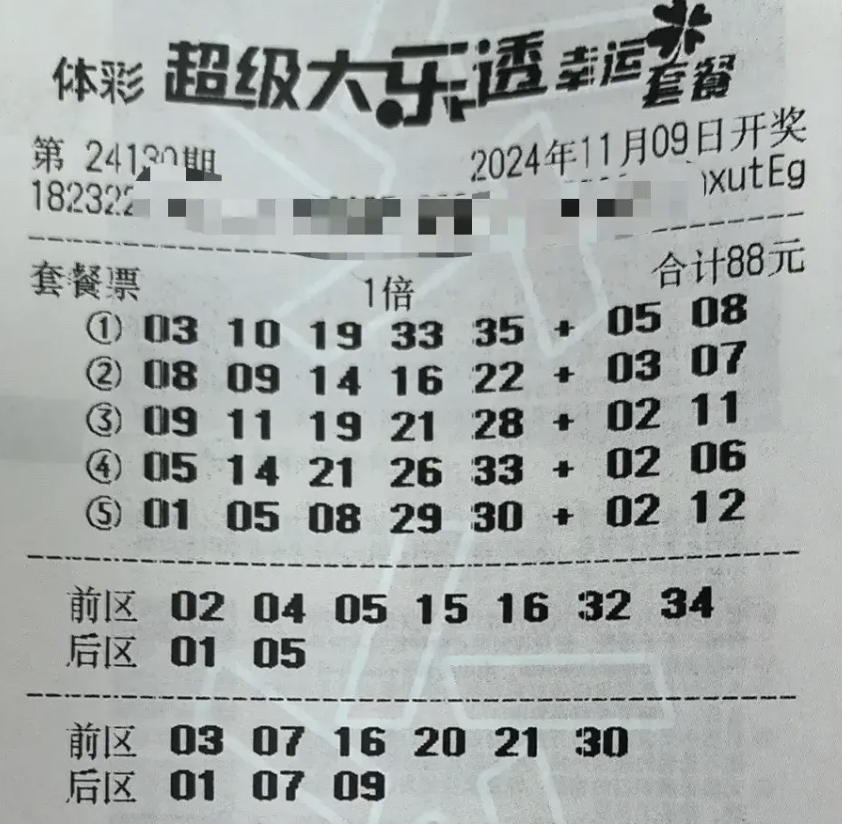 体彩 超级大乐透 幸运套餐
第 24130期 2024年11月09日开奖
182322 xutEg
套餐票 1倍 合计88元
① 03 10 19 33 35 + 05 08
② 08 09 14 16 22 + 03 07
③ 09 11 19 21 28 + 02 11
④ 05 14 21 26 33 + 02 06
⑤ 01 05 08 29 30 + 02 12
前区 02 04 05 15 16 32 34
后区 01 05
前区 03 07 16 20 21 30
后区 01 07 09